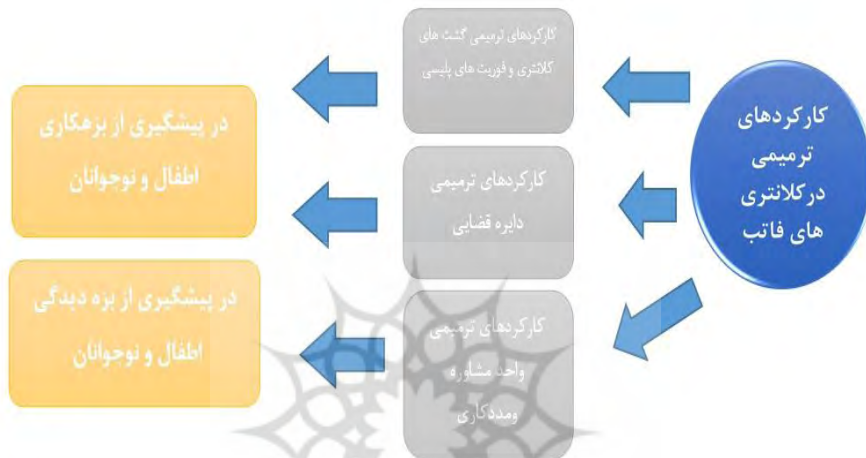 کارکردهای
ترمیمی
درکلانتری
های فاتب
کارکردهای ترمیمی گشت های
کلانتری و فوریت های پلیسی
کارکردهای ترمیمی
دایره قضایی
کارکردهای ترمیمی
واحد مشاوره
ومددکاری
در پیشگیری از بزهکاری
اطفال و نوجوانان
در پیشگیری از بزه دیدگی
اطفال و نوجوانان